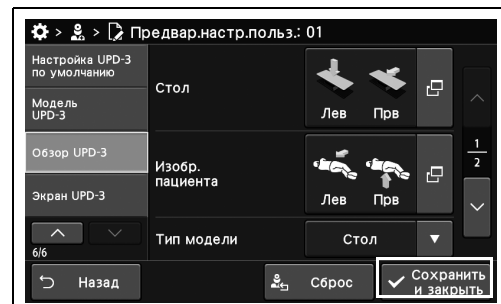 > > Предвар.настр.польз.: 01
Настройка UPD-3
по умолчанию
Модель
UPD-3
Обзор UPD-3
Экран UPD-3
6/6
Стол
Лев Прв
Изобр.
пациента
Лев Прв
Тип модели
Стол
1
2
Назад
Сброс
Сохранить
и закрыть